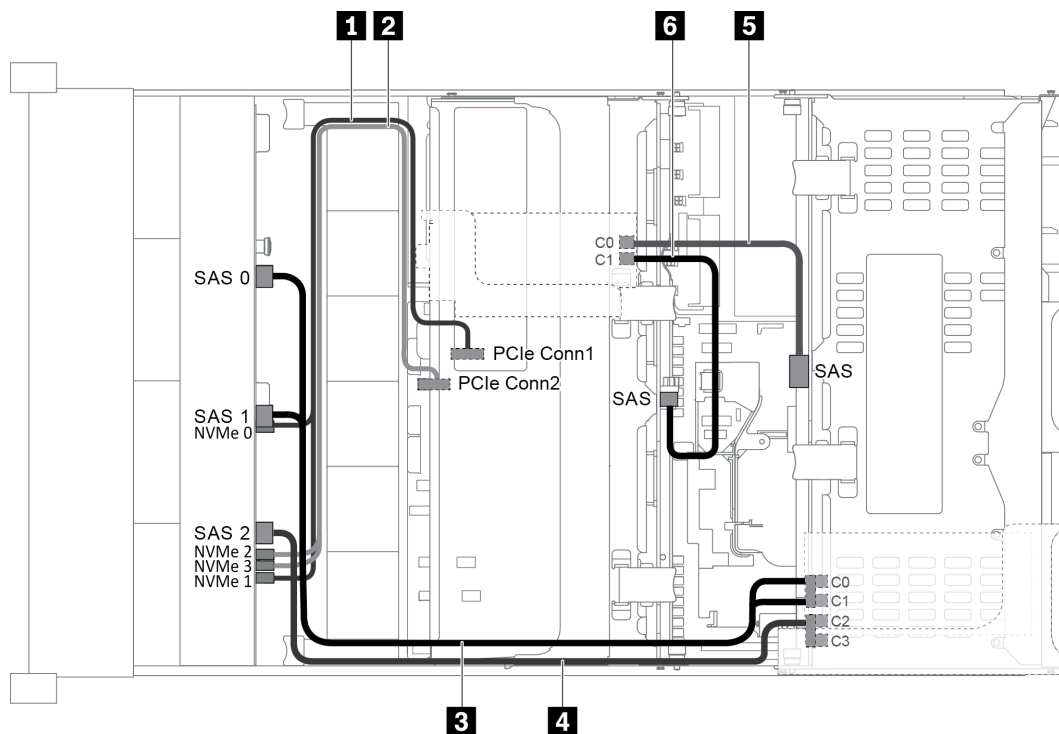 1
2
6
5
C0
C1
SAS 0
PCIe Conn1
PCIe Conn2
SAS
SAS
SAS 1
NVMe 0
SAS 2
NVMe 2
NVMe 3
NVMe 1
C0
C1
C2
C3
3
4